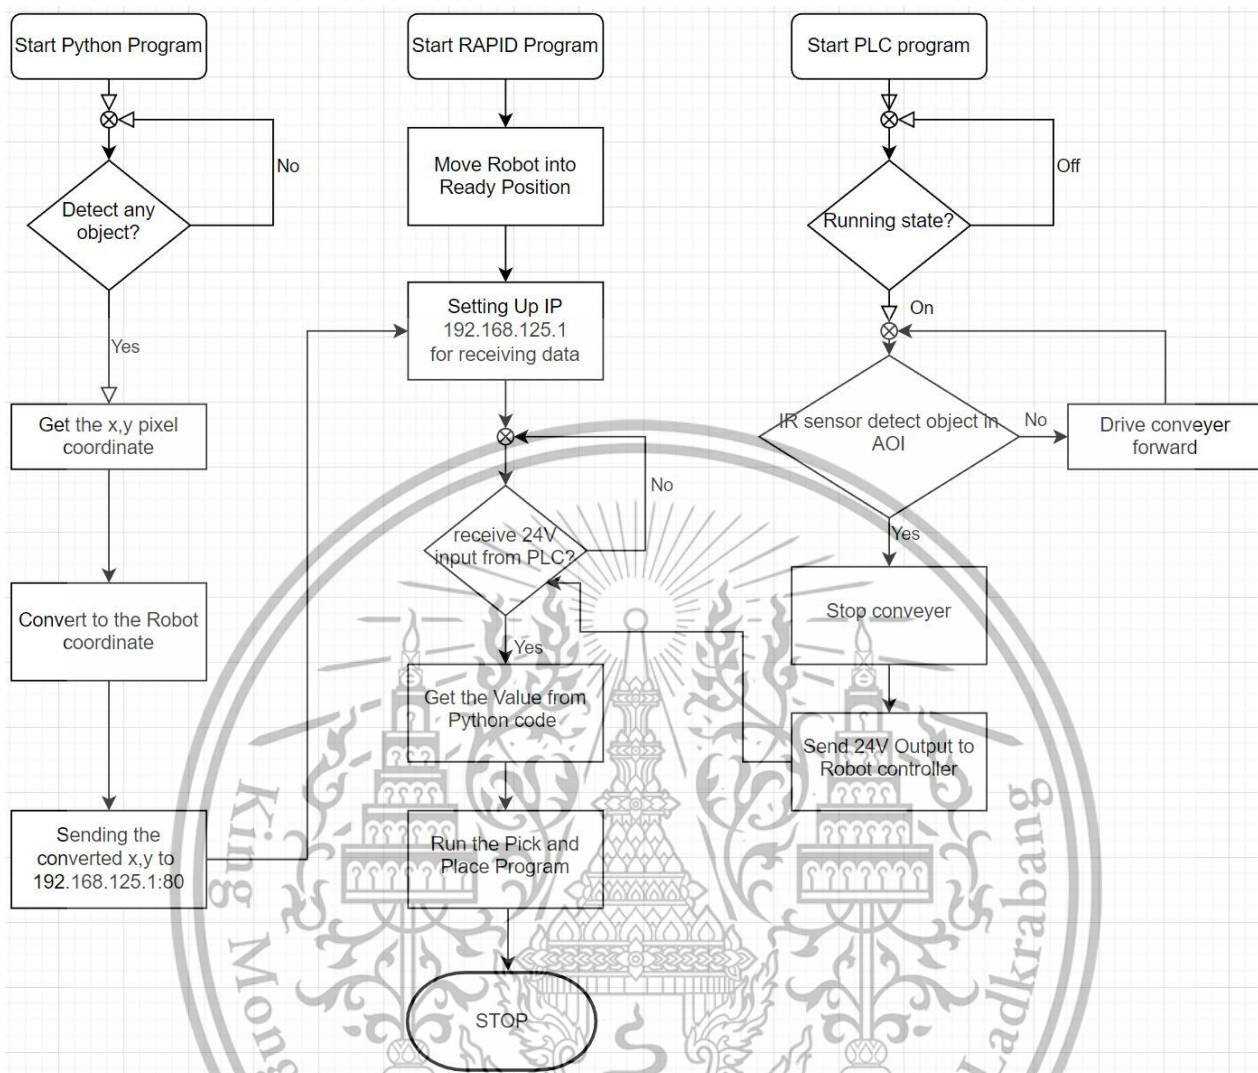 Start Python Program
Detect any
object?
No
Yes
Get the x,y pixel
coordinate
Convert to the Robot
coordinate
Sending the
converted x,y to
192.168.125.1:80
Start RAPID Program
Move Robot into
Ready Position
Setting Up IP
192.168.125.1
for receiving data
receive 24V
input from PLC?
No
Yes
Get the Value from
Python code
Run the Pick and
Place Program
STOP
Start PLC program
Running state?
Off
On
IR sensor detect object in
AOI
No
Drive conveyer
forward
Yes
Stop conveyer
Send 24V Output to
Robot controller
King Mong
Ladkrabang